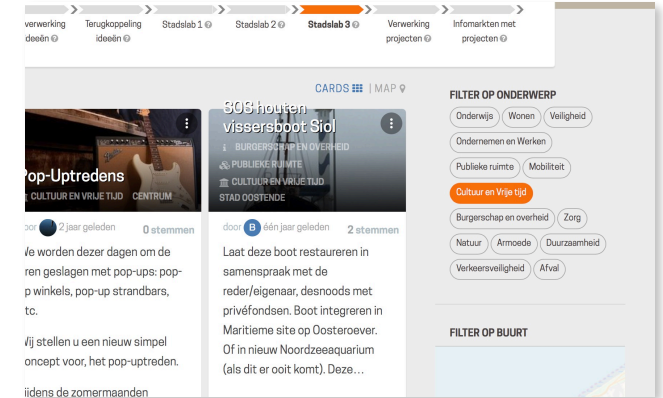 verwerking
ideeën
Terugkoppeling
ideeën
Stadslab 1
Stadslab 2
Stadslab 3
Verwerking
projecten
Infomarkten met
projecten
CARDS | MAP
Pop-Uptredens
CULTUUR EN VRIJE TIJD CENTRUM
2 jaar geleden
0 stemmen
We worden dezer dagen om de
oren geslagen met pop-ups: pop-
up winkels, pop-up strandbars,
etc.
Wij stellen u een nieuw simpel
concept voor, het pop-uptreden.
Tijdens de zomermaanden
SOS houten
vissersboot Siol
BURGERSCHAP EN OVERHEID
PUBLIEKE RUIMTE
CULTUUR EN VRIJE TIJD
STAD OOSTENDE
door B één jaar geleden
2 stemmen
Laat deze boot restaureren in
samenspraak met de
reder/eigenaar, desnoods met
privéfondsen. Boot integreren in
Maritieme site op Oosteroever.
Of in nieuw Noordzeeaquarium
(als dit er ooit komt). Deze...
FILTER OP ONDERWERP
Onderwijs Wonen Veiligheid
Ondernemen en Werken
Publieke ruimte Mobiliteit
Cultuur en Vrije tijd
Burgerschap en overheid Zorg
Natuur Armoede Duurzaamheid
Verkeersveiligheid Afval
FILTER OP BUURT